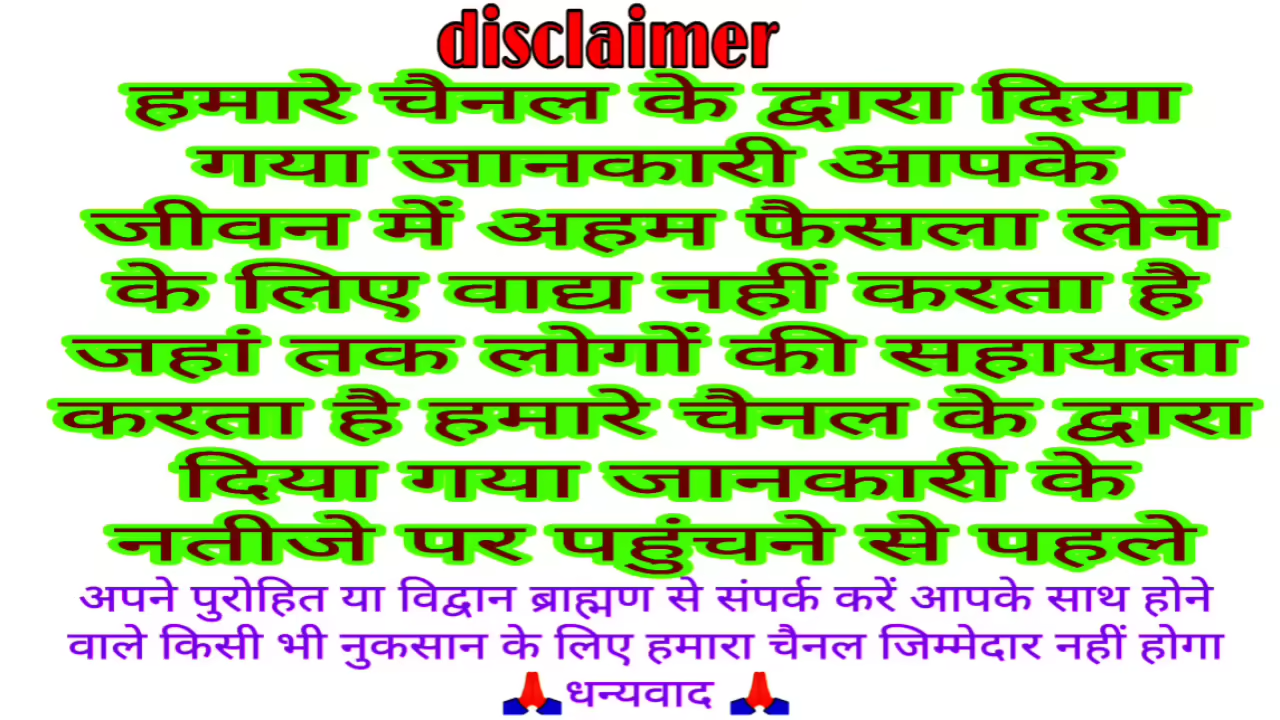 disclaimer
हमारे चैनल के द्वारा दिया
गया जानकारी आपके
जीवन में अहम फैसला लेने
के लिए वाद्य नहीं करता है
जहां तक लोगों की सहायता
करता है हमारे चैनल के द्वारा
दिया गया जानकारी के
नतीजे पर पहुंचने से पहले
अपने पुरोहित या विद्वान ब्राह्मण से संपर्क करें आपके साथ होने
वाले किसी भी नुकसान के लिए हमारा चैनल जिम्मेदार नहीं होगा
🙏धन्यवाद 🙏